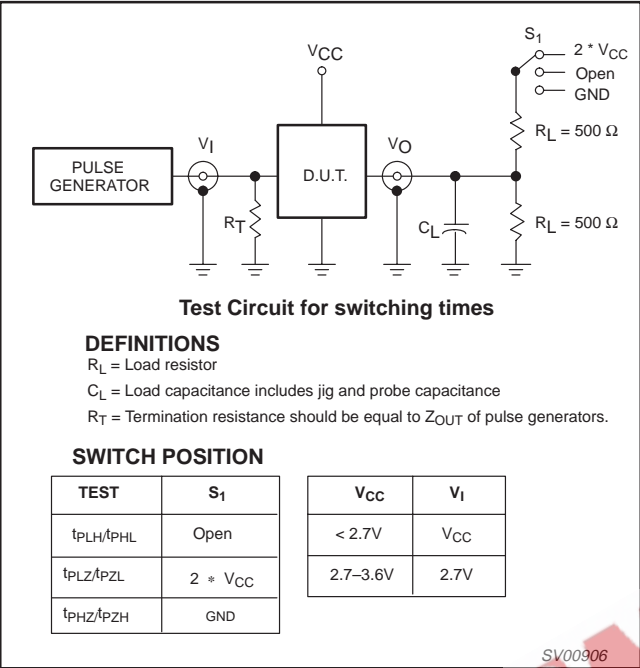 S1
2 * VCC
Open
GND
VCC
RL = 500 Ω
VI
VO
PULSE
GENERATOR
D.U.T.
RT
CL
RL = 500 Ω
Test Circuit for switching times
DEFINITIONS
RL = Load resistor
CL = Load capacitance includes jig and probe capacitance
RT = Termination resistance should be equal to ZOUT of pulse generators.
SWITCH POSITION
TEST S1
tPLH/tPHL Open
tPLZ/tPZL 2 * VCC
tPHZ/tPZH GND
VCC VI
< 2.7V VCC
2.7–3.6V 2.7V
SV00906